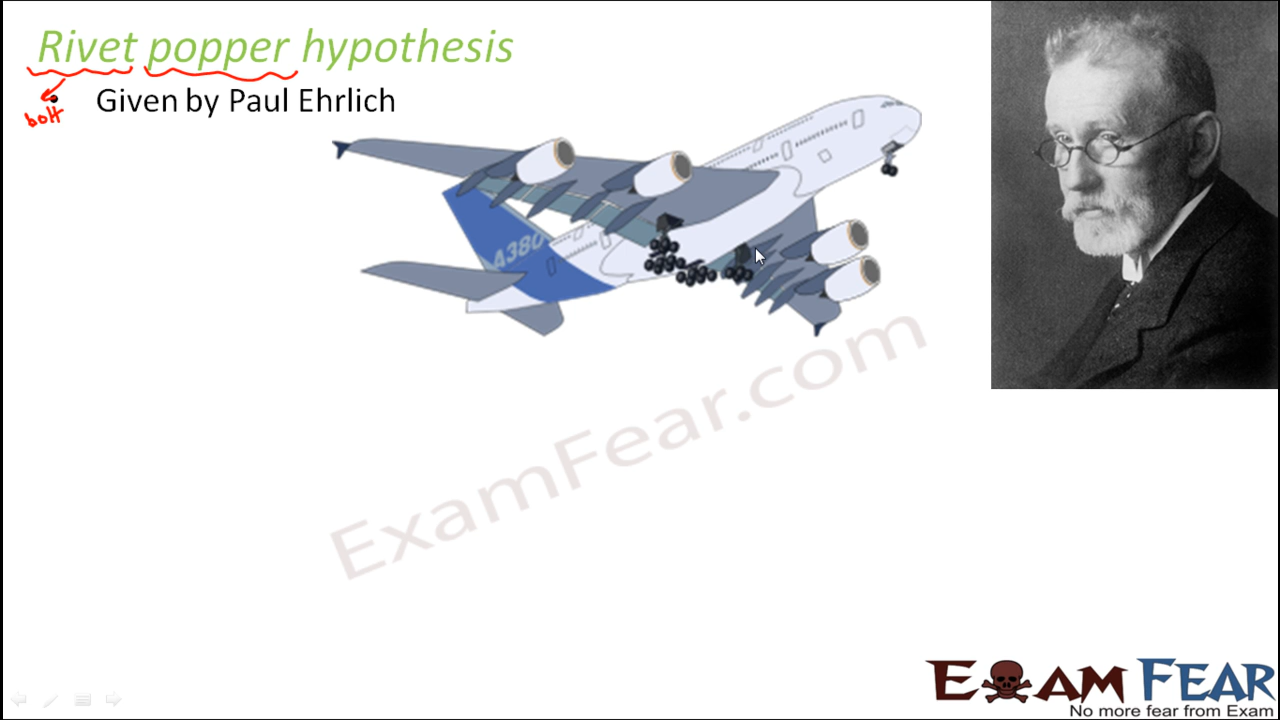 Rivet popper hypothesis
Given by Paul Ehrlich
bolt
A380
ExamFear.com
EXAM FEAR
No more fear from Exam